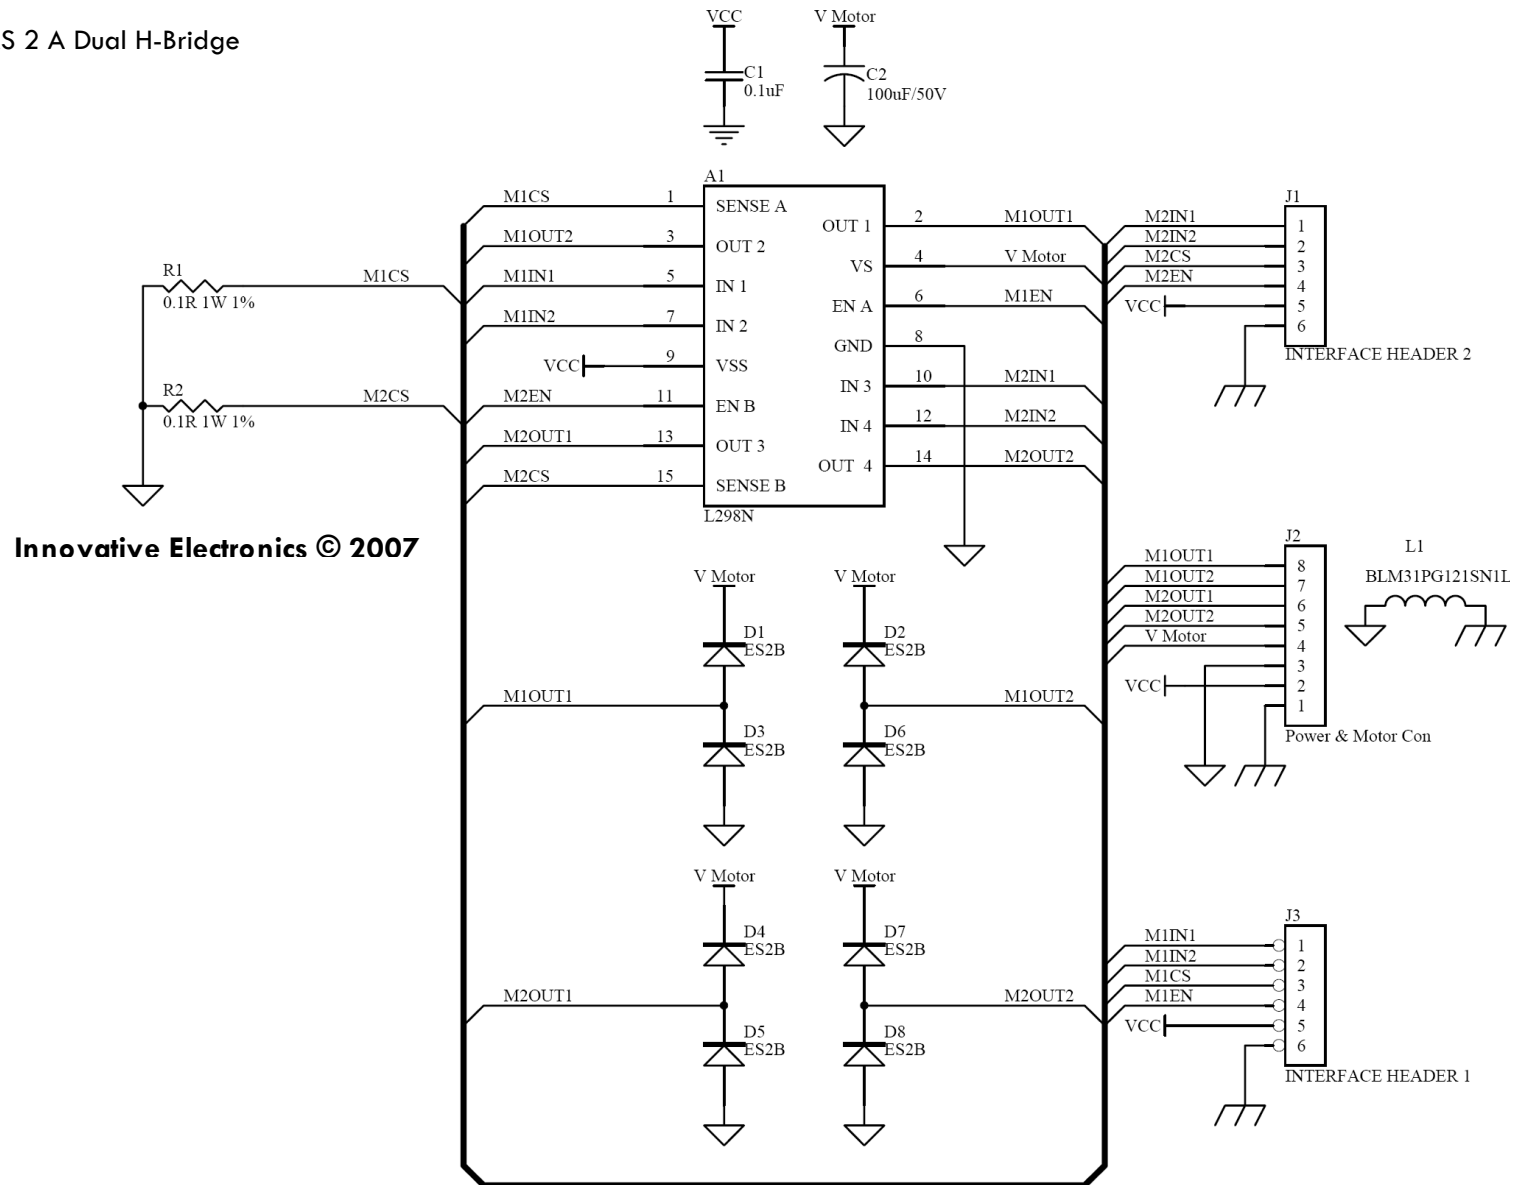 S 2 A Dual H-Bridge
VCC
C1
0.1uF
V Motor
C2
100uF/50V
A1
M1CS 1 SENSE A
M1OUT2 3 OUT 2
M1IN1 5 IN 1
M1IN2 7 IN 2
VCC 9 VSS
M2EN 11 EN B
M2OUT1 13 OUT 3
M2CS 15 SENSE B
OUT 1 2 M1OUT1
VS 4 V Motor
EN A 6 M1EN
GND 8
IN 3 10 M2IN1
IN 4 12 M2IN2
OUT 4 14 M2OUT2
L298N
R1
0.1R 1W 1%
M1CS
R2
0.1R 1W 1%
M2CS
Innovative Electronics © 2007
J1
M2IN1 1
M2IN2 2
M2CS 3
M2EN 4
VCC 5
6
INTERFACE HEADER 2
J2
M1OUT1 8
M1OUT2 7
M2OUT1 6
M2OUT2 5
V Motor 4
3
VCC 2
1
Power & Motor Con
L1
BLM31PG121SN1L
V Motor
D1
ES2B
M1OUT1
D3
ES2B
V Motor
D2
ES2B
M1OUT2
D6
ES2B
V Motor
D4
ES2B
M2OUT1
D5
ES2B
V Motor
D7
ES2B
M2OUT2
D8
ES2B
J3
M1IN1 1
M1IN2 2
M1CS 3
M1EN 4
VCC 5
6
INTERFACE HEADER 1